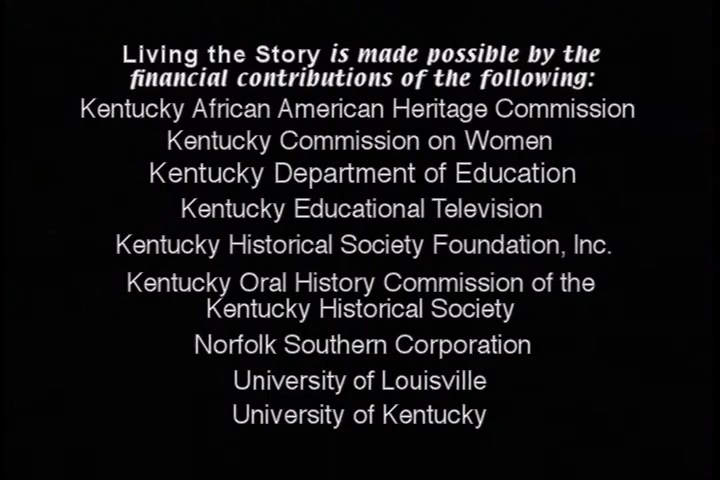 Living the Story is made possible by the
financial contributions of the following:
Kentucky African American Heritage Commission
Kentucky Commission on Women
Kentucky Department of Education
Kentucky Educational Television
Kentucky Historical Society Foundation, Inc.
Kentucky Oral History Commission of the
Kentucky Historical Society
Norfolk Southern Corporation
University of Louisville
University of Kentucky